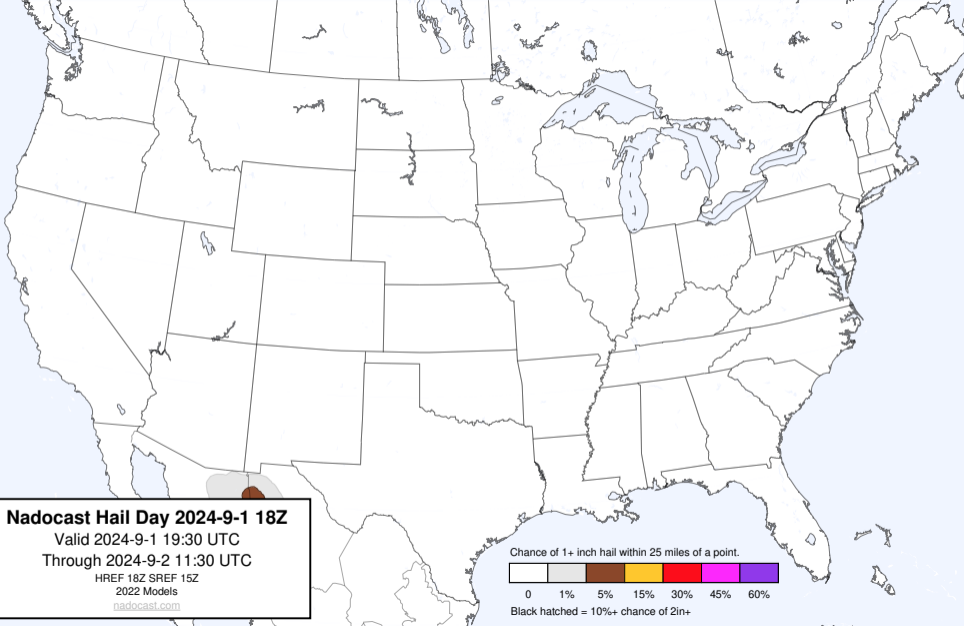 Nadocast Hail Day 2024-9-1 18Z
Valid 2024-9-1 19:30 UTC
Through 2024-9-2 11:30 UTC
HREF 18Z SREF 15Z
2022 Models
nadocast.com
Chance of 1+ inch hail within 25 miles of a point.
0 1% 5% 15% 30% 45% 60%
Black hatched = 10%+ chance of 2in+